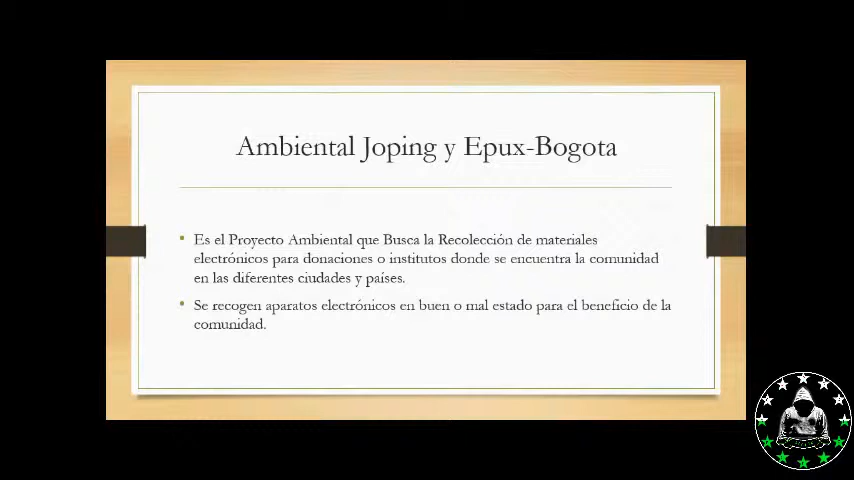 Ambiental Joping y Epux-Bogota
Es el Proyecto Ambiental que Busca la Recolección de materiales
electrónicos para donaciones o institutos donde se encuentra la comunidad
en las diferentes ciudades y países.
Se recogen aparatos electrónicos en buen o mal estado para el beneficio de la
comunidad.